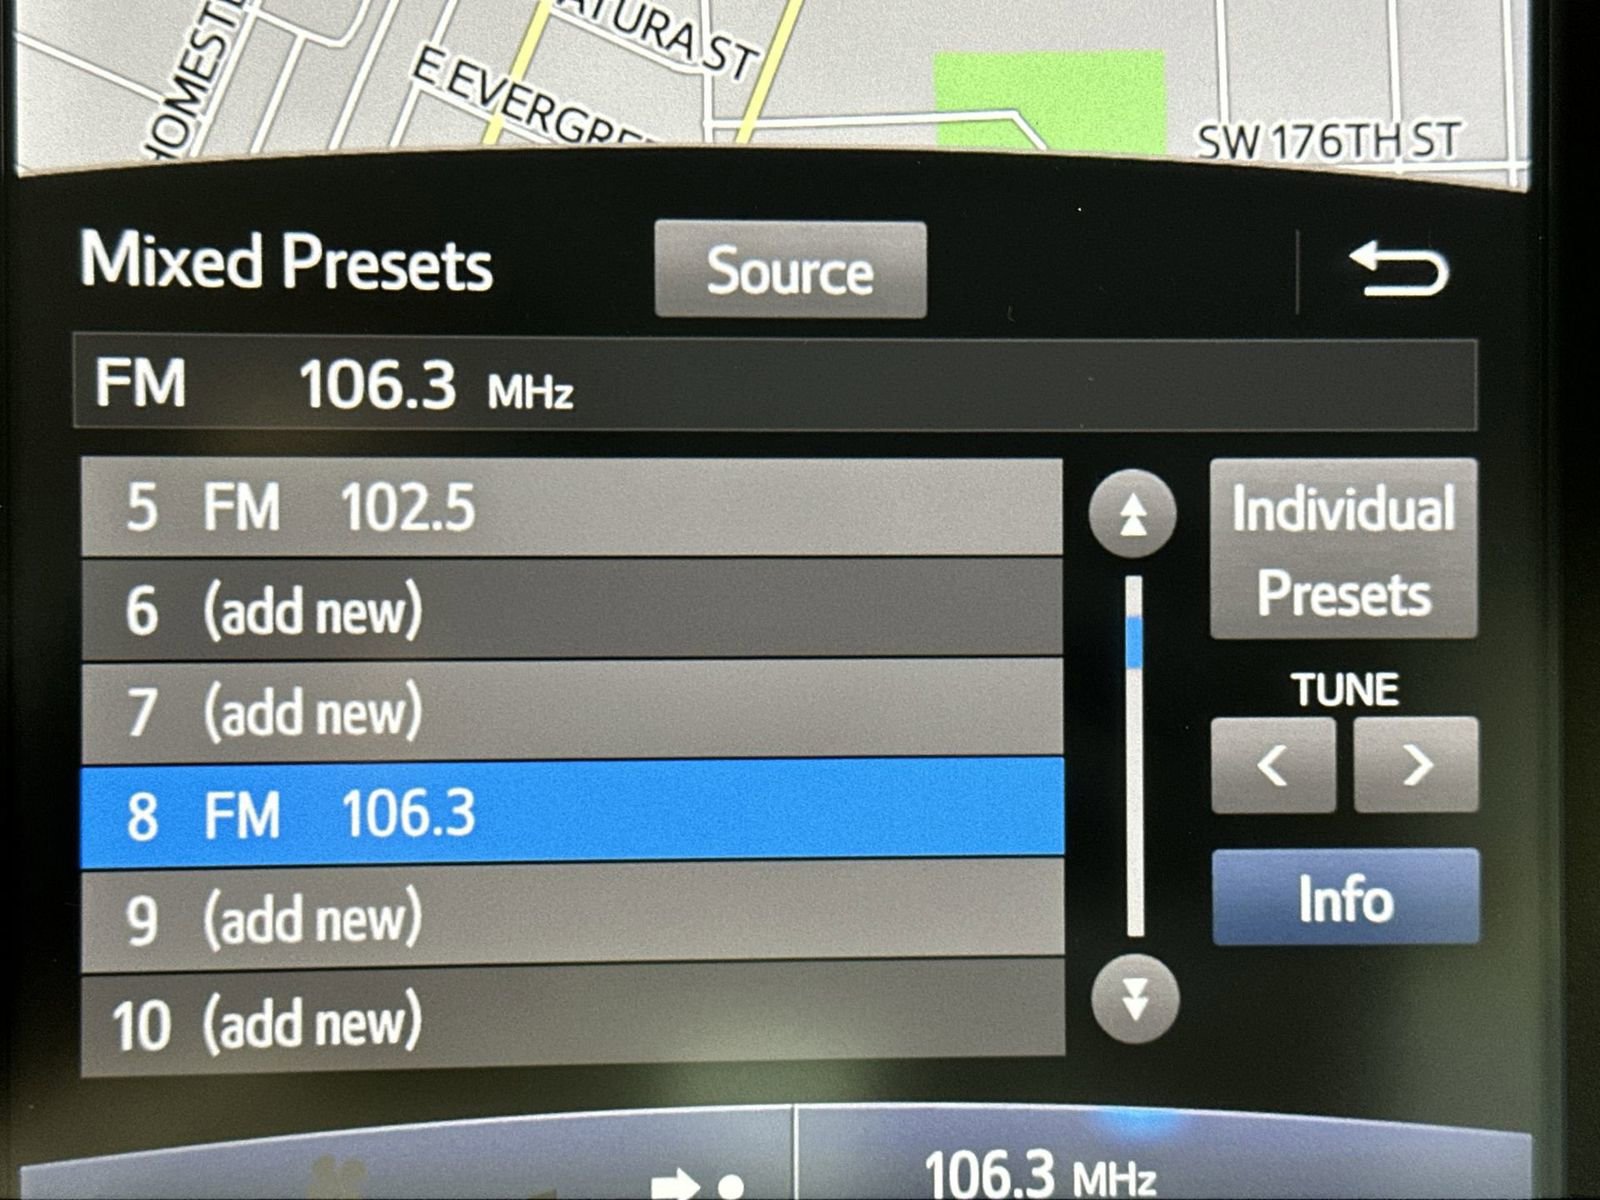 E EVERGRE
SW 176TH ST
Mixed Presets
Source
FM 106.3 MHz
5 FM 102.5
6 (add new)
7 (add new)
8 FM 106.3
9 (add new)
10 (add new)
Individual
Presets
TUNE
Info
106.3 MHz